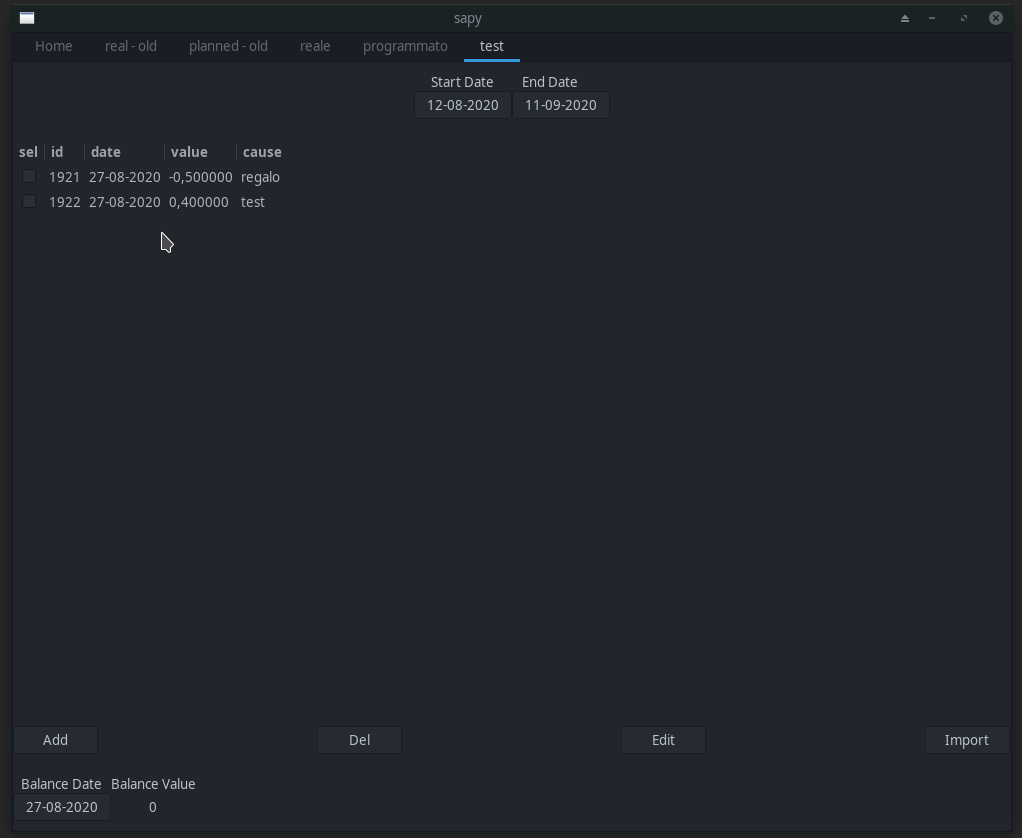 sapy
Home real - old planned - old reale programmato test
Start Date End Date
12-08-2020 11-09-2020
sel id date value cause
1921 27-08-2020 -0,500000 regalo
1922 27-08-2020 0,400000 test
Add Del Edit Import
Balance Date Balance Value
27-08-2020 0